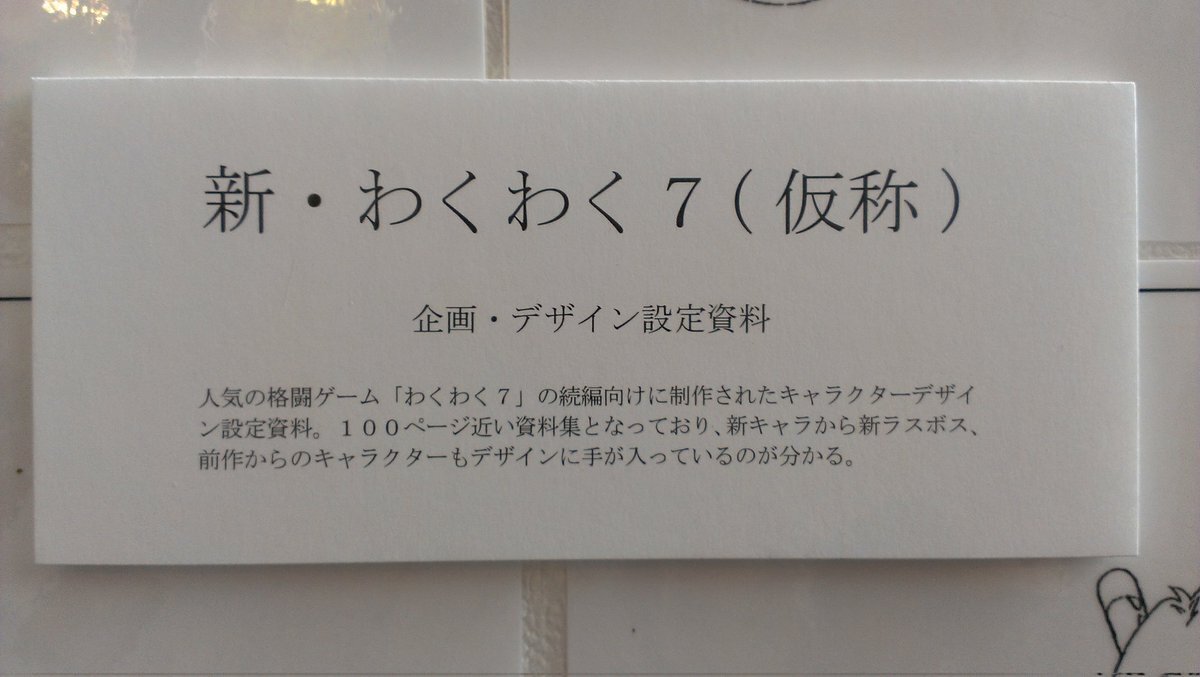 新・わくわく７(仮称)
企画・デザイン設定資料
人気の格闘ゲーム「わくわく７」の続編向けに制作されたキャラクターデザイ
ン設定資料。１００ページ近い資料集となっており、新キャラから新ラスボス、
前作からのキャラクターもデザインに手が入っているのが分かる。